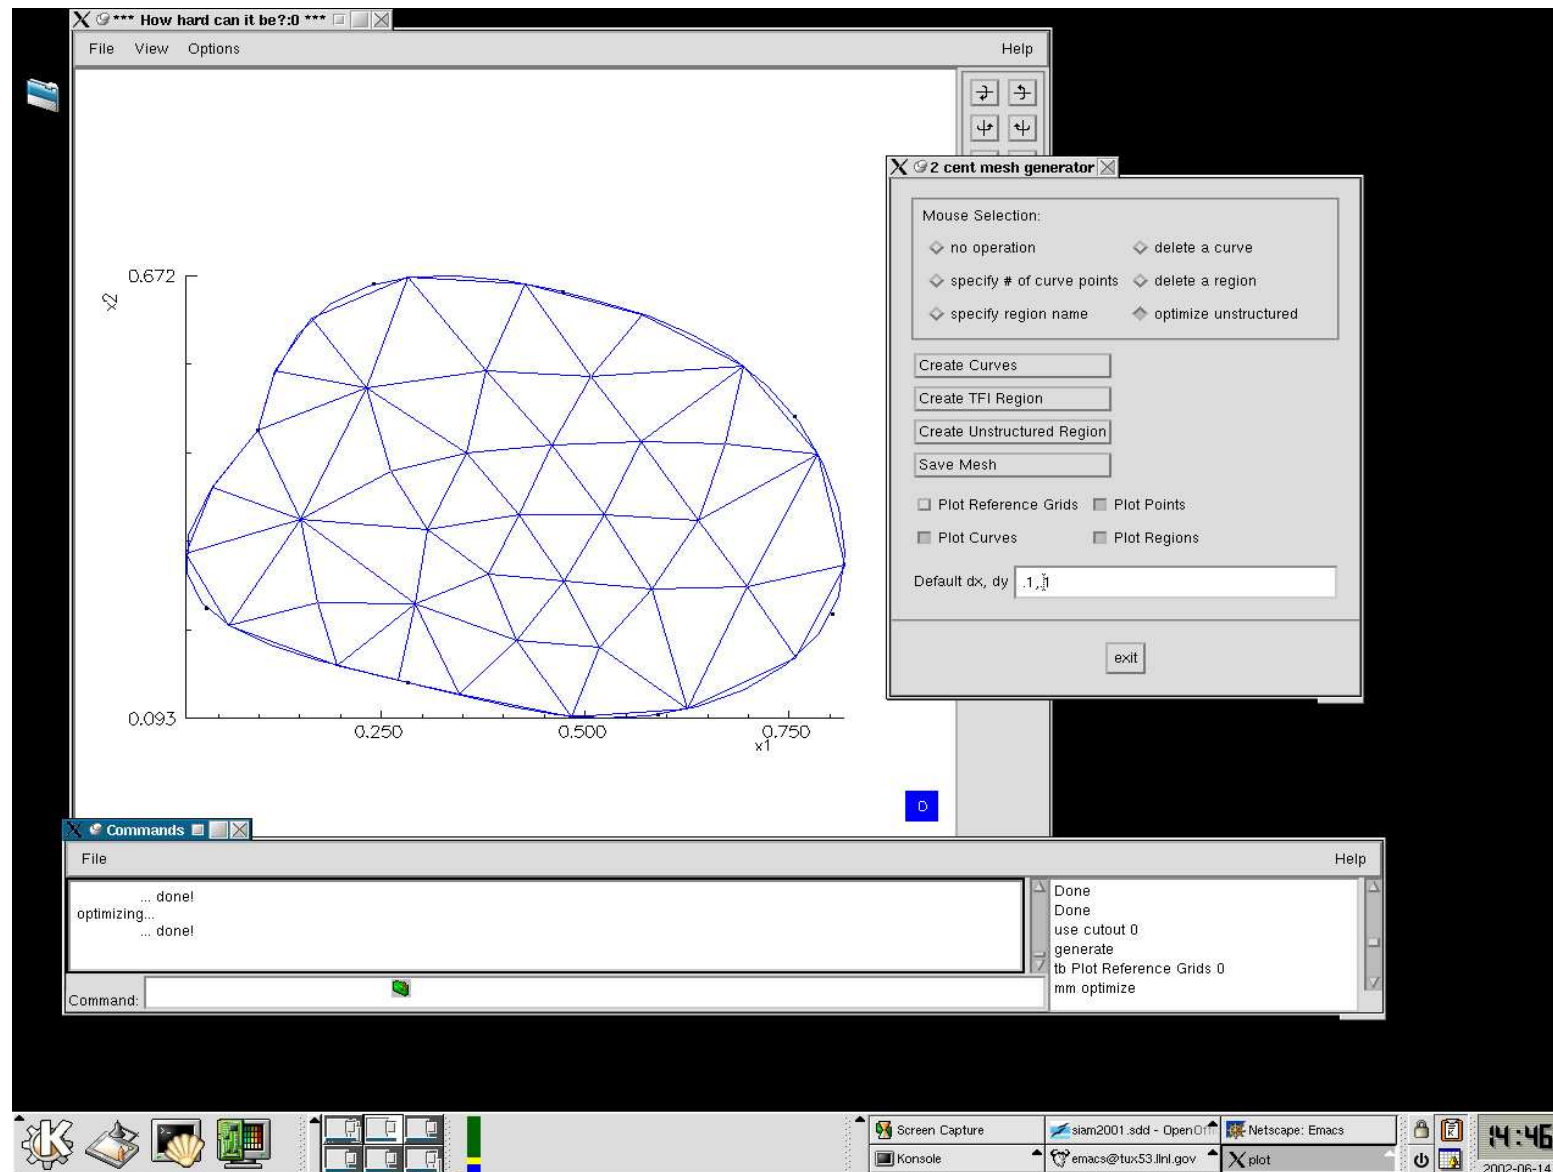 *** How hard can it be?:0 ***
File View Options Help
2 cent mesh generator
Mouse Selection:
no operation delete a curve
specify # of curve points delete a region
specify region name optimize unstructured
Create Curves
Create TFI Region
Create Unstructured Region
Save Mesh
Plot Reference Grids Plot Points
Plot Curves Plot Regions
Default dx, dy .1,.1
exit
0.672
x2
0.093
0.250 0.500 0.750
x1
D
Commands
File Help
... done!
optimizing...
... done!
Command:
Done
Done
use cutout 0
generate
tb Plot Reference Grids 0
mm optimize
Screen Capture siam2001.sdd - OpenOffi Netscape: Emacs
Konsole emacs@tux53.llnl.gov plot
14:46
2002-06-14